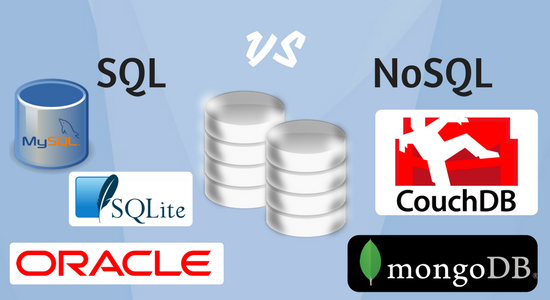 SQL
VS
NoSQL
MySQL
SQLite
ORACLE
CouchDB
mongoDB®